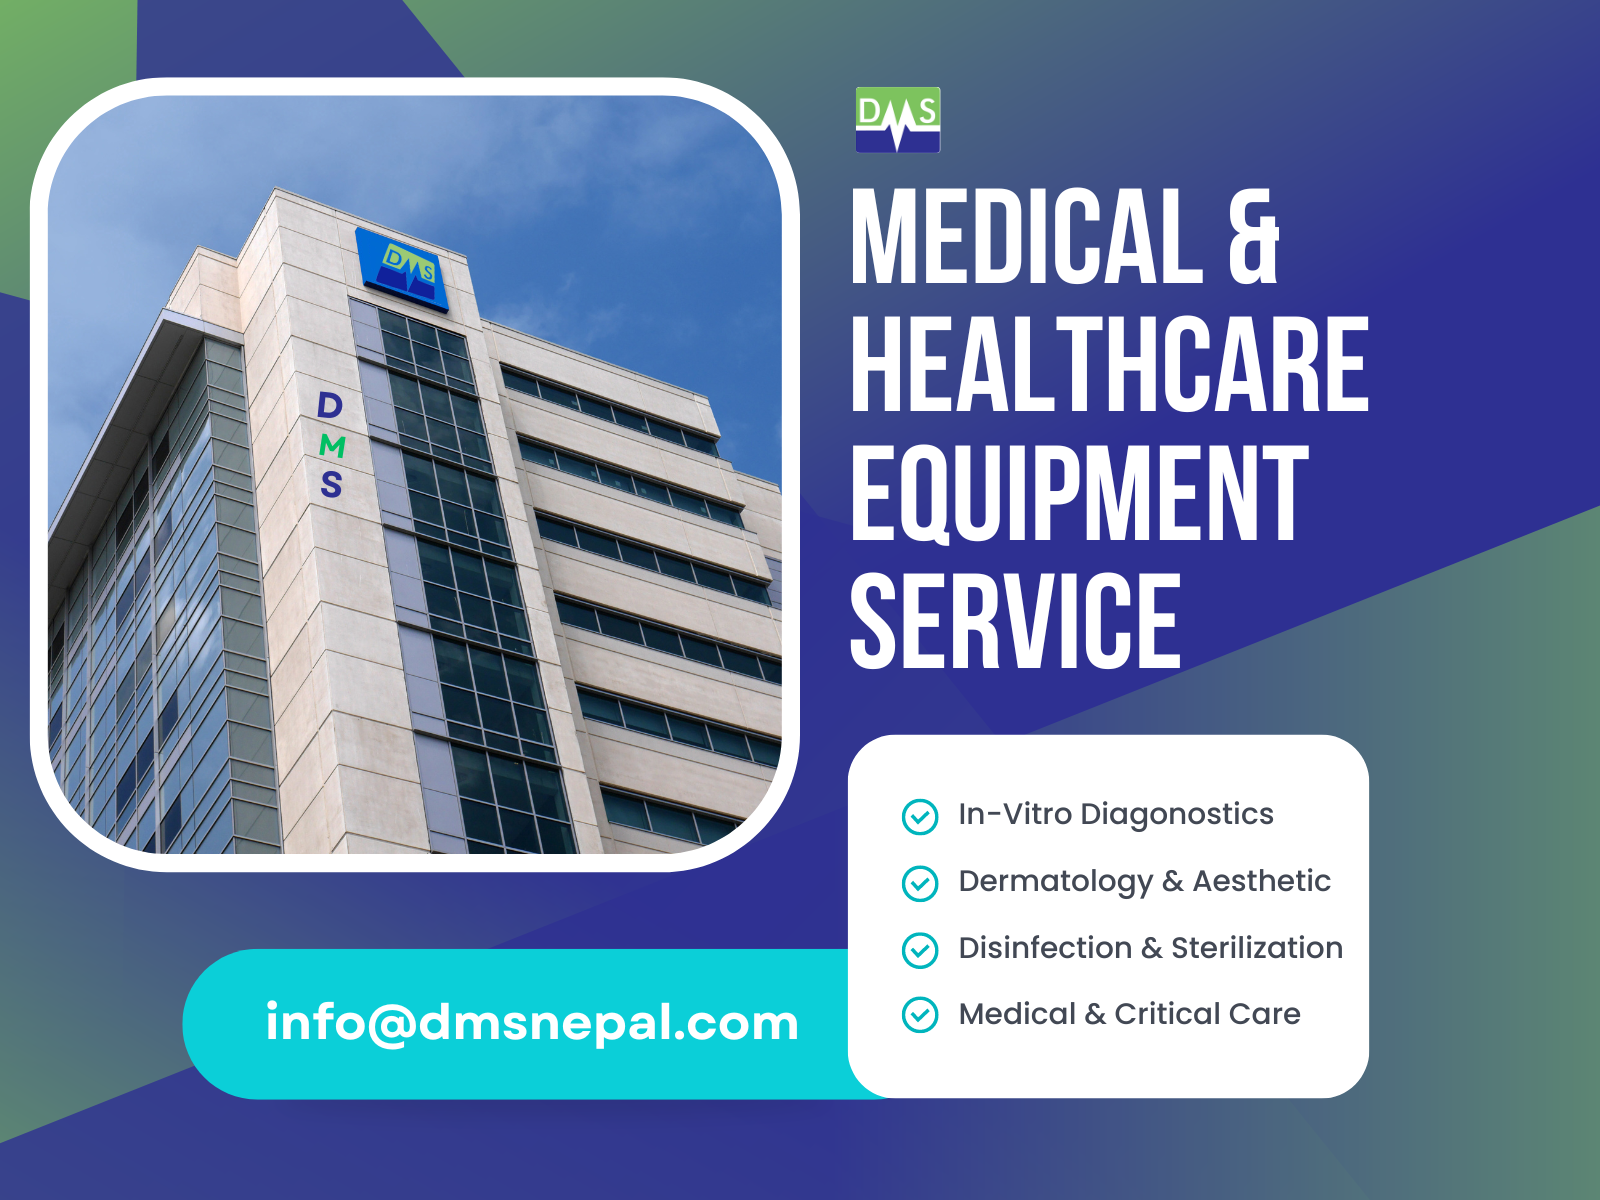 DMS
D
M
S
DMS
MEDICAL &
HEALTHCARE
EQUIPMENT
SERVICE
In-Vitro Diagonostics
Dermatology & Aesthetic
Disinfection & Sterilization
Medical & Critical Care
info@dmsnepal.com